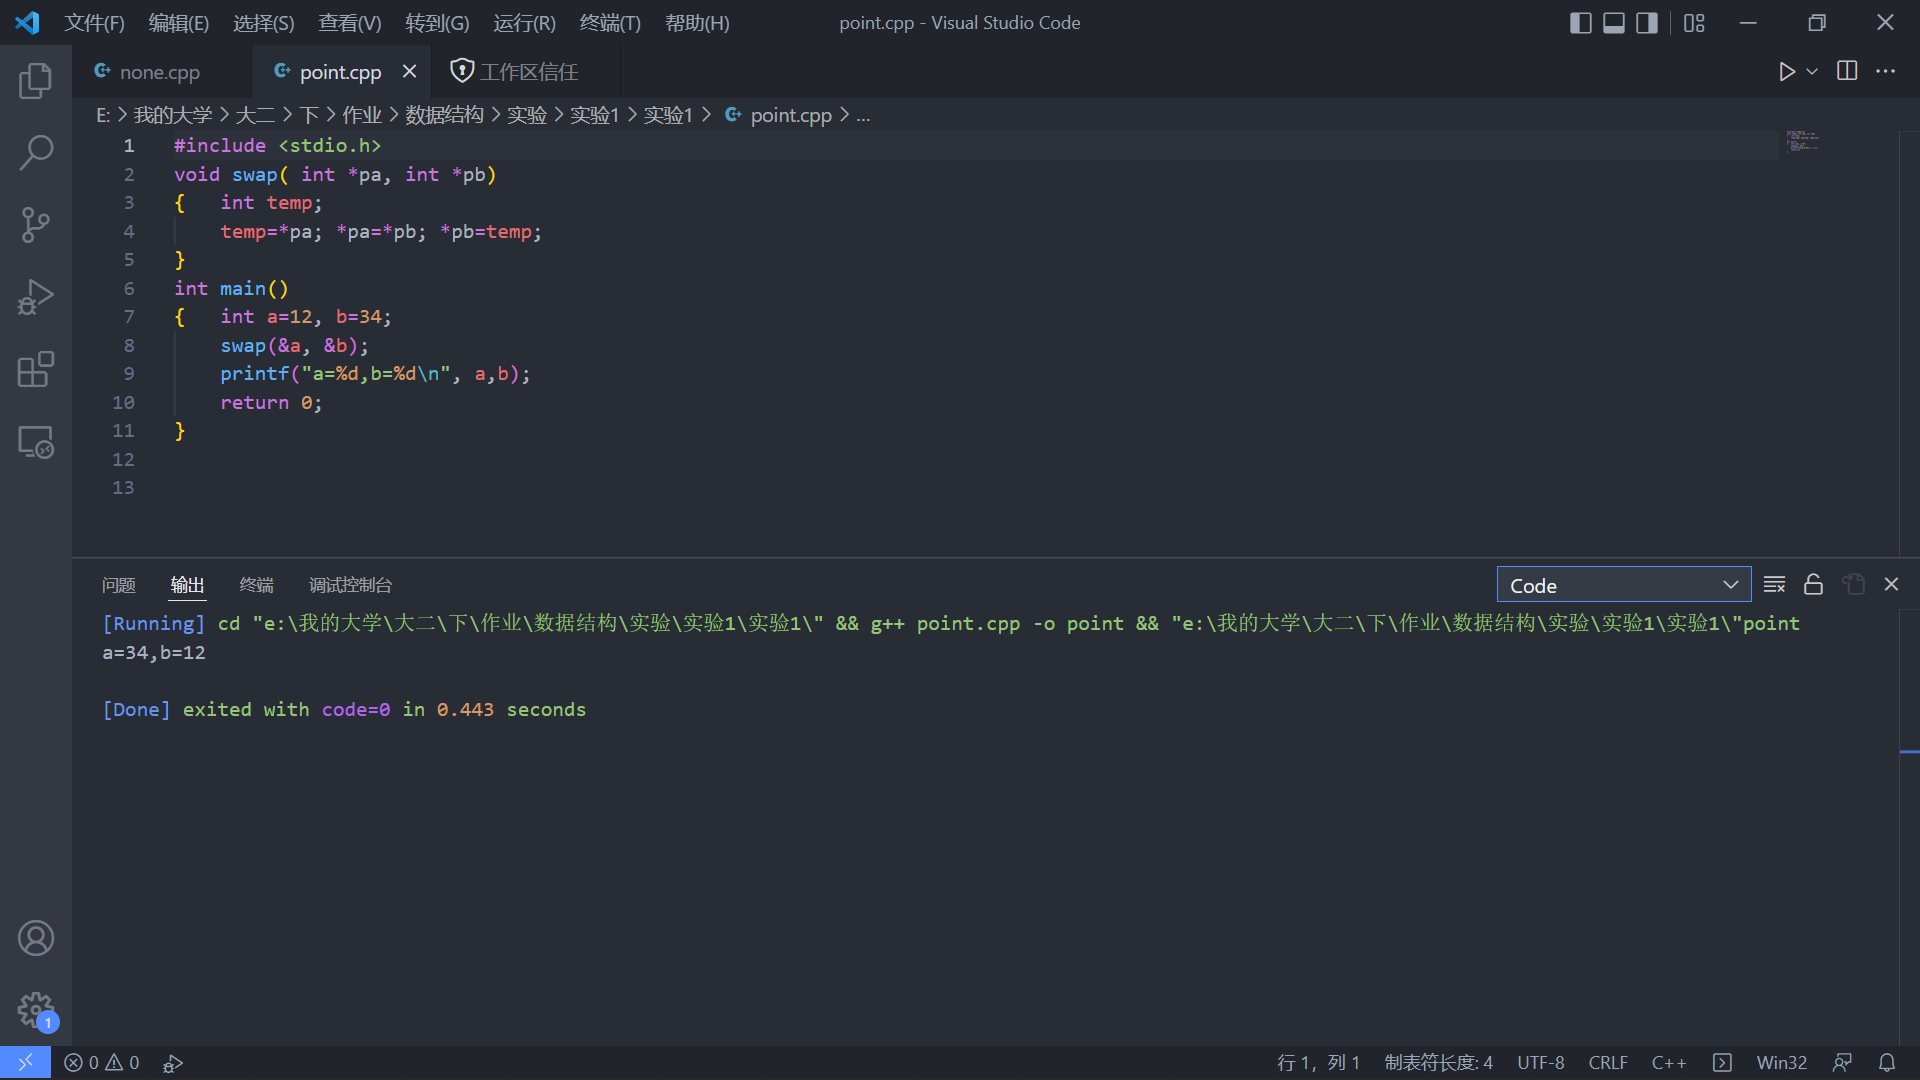 文件(F) 编辑(E) 选择(S) 查看(V) 转到(G) 运行(R) 终端(T) 帮助(H) point.cpp - Visual Studio Code
none.cpp point.cpp 工作区信任
E: > 我的大学 > 大二 > 下 > 作业 > 数据结构 > 实验 > 实验1 > 实验1 > point.cpp > ...
1 #include <stdio.h>
2 void swap( int *pa, int *pb)
3 { int temp;
4 temp=*pa; *pa=*pb; *pb=temp;
5 }
6 int main()
7 { int a=12, b=34;
8 swap(&a, &b);
9 printf("a=%d,b=%d\n", a,b);
10 return 0;
11 }
12
13
问题 输出 终端 调试控制台 Code
[Running] cd "e:\我的大学\大二\下\作业\数据结构\实验\实验1\实验1\" && g++ point.cpp -o point && "e:\我的大学\大二\下\作业\数据结构\实验\实验1\实验1\"point
a=34,b=12
[Done] exited with code=0 in 0.443 seconds
1
0 0 行 1, 列 1 制表符长度: 4 UTF-8 CRLF C++ Win32